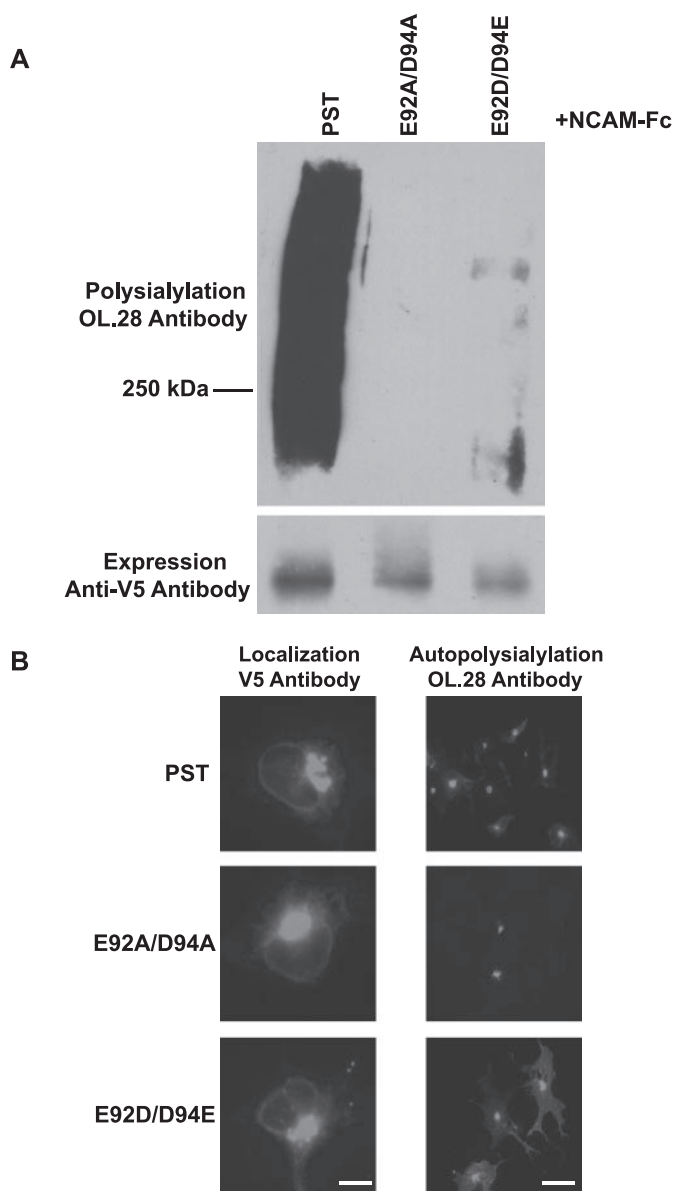 A
PST
E92A/D94A
E92D/D94E
+NCAM-Fc
Polysialylation
OL.28 Antibody
250 kDa
Expression
Anti-V5 Antibody
B
Localization
V5 Antibody
Autopolysialylation
OL.28 Antibody
PST
E92A/D94A
E92D/D94E